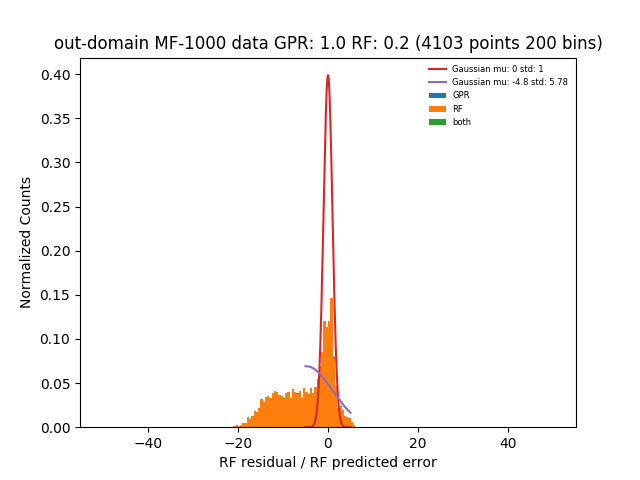 out-domain MF-1000 data GPR: 1.0 RF: 0.2 (4103 points 200 bins)
Gaussian mu: 0 std: 1
Gaussian mu: -4.8 std: 5.78
GPR
RF
both
Normalized Counts
0.40
0.35
0.30
0.25
0.20
0.15
0.10
0.05
0.00
−40
−20
0
20
40
RF residual / RF predicted error